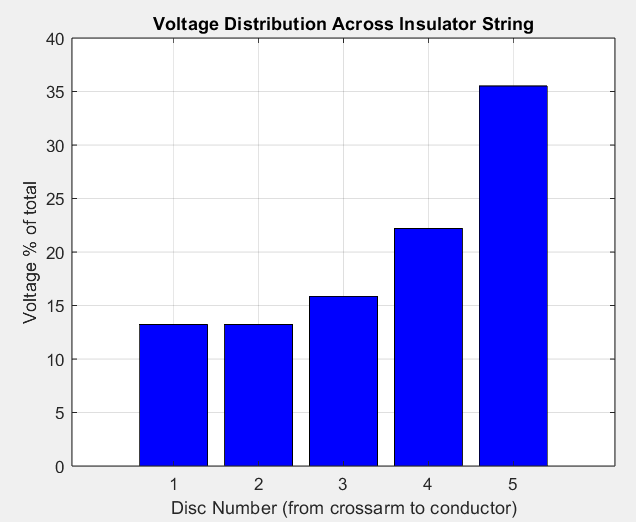 Voltage Distribution Across Insulator String
40
35
30
25
20
15
10
5
0
Voltage % of total
1 2 3 4 5
Disc Number (from crossarm to conductor)